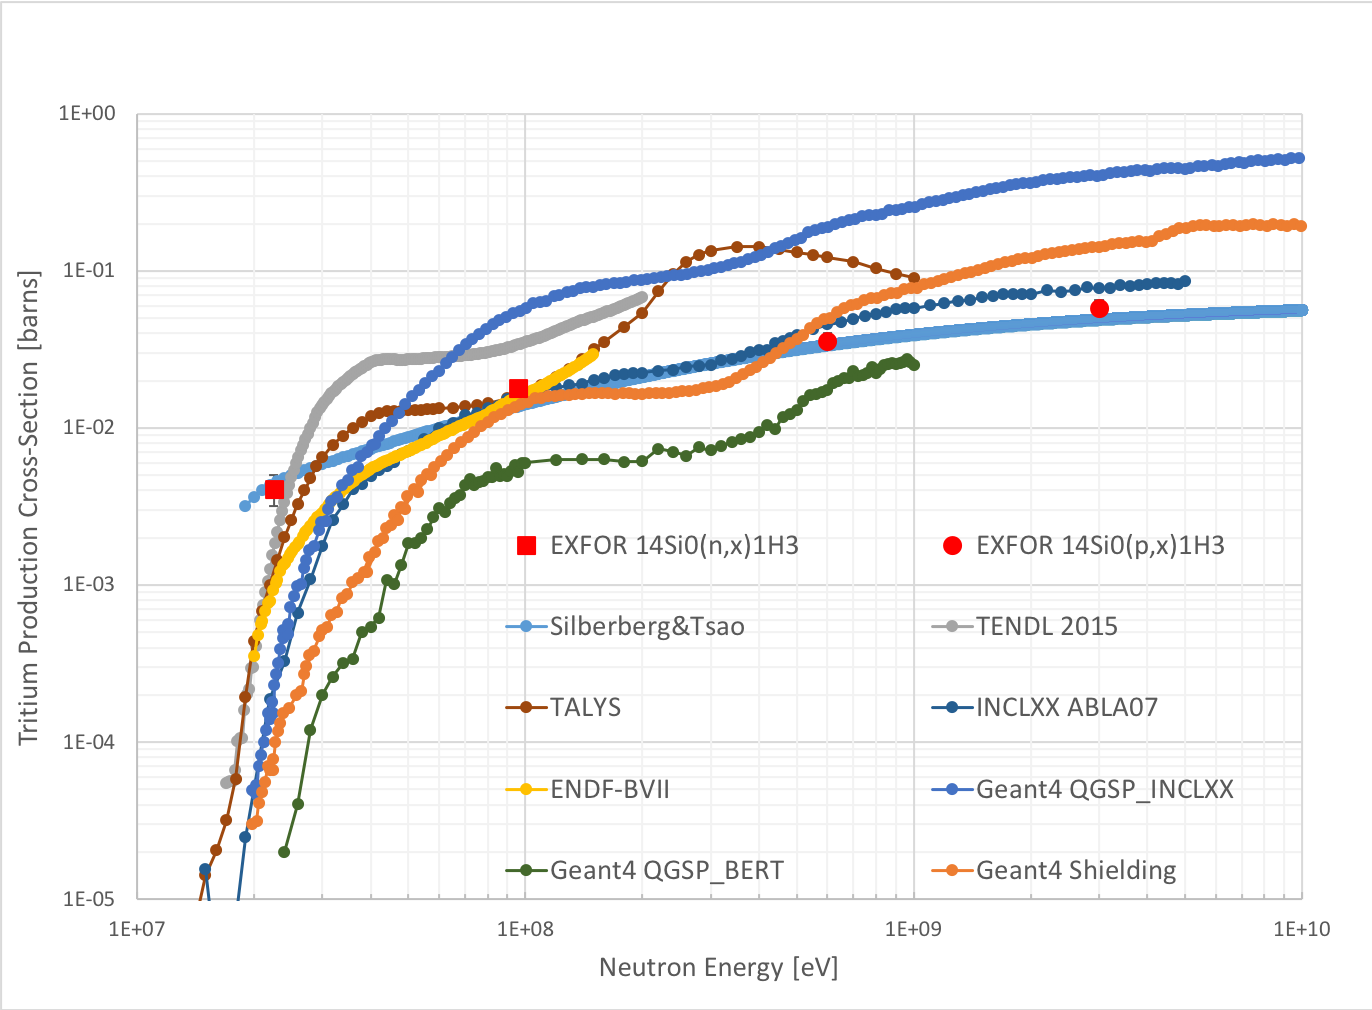 1E+00
1E-01
1E-02
1E-03
1E-04
1E-05
Tritium Production Cross-Section [barns]
EXFOR 14Si0(n,x)1H3
EXFOR 14Si0(p,x)1H3
Silberberg&Tsao
TENDL 2015
TALYS
INCLXX ABLA07
ENDF-BVII
Geant4 QGSP_INCLXX
Geant4 QGSP_BERT
Geant4 Shielding
1E+07
1E+08
1E+09
1E+10
Neutron Energy [eV]